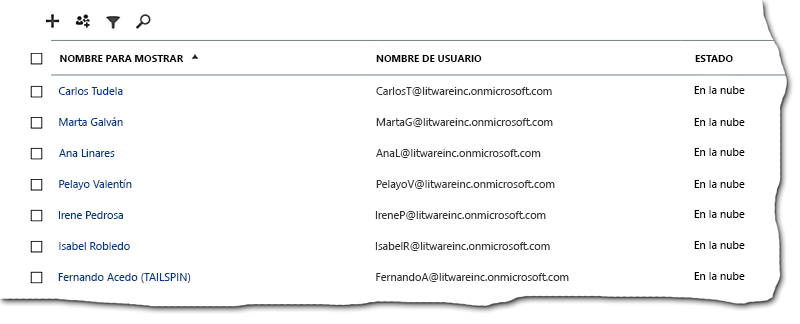 NOMBRE PARA MOSTRAR NOMBRE DE USUARIO ESTADO
Carlos Tudela CarlosT@litwareinc.onmicrosoft.com En la nube
Marta Galván MartaG@litwareinc.onmicrosoft.com En la nube
Ana Linares AnaL@litwareinc.onmicrosoft.com En la nube
Pelayo Valentín PelayoV@litwareinc.onmicrosoft.com En la nube
Irene Pedrosa IreneP@litwareinc.onmicrosoft.com En la nube
Isabel Robledo IsabelR@litwareinc.onmicrosoft.com En la nube
Fernando Acedo (TAILSPIN) FernandoA@litwareinc.onmicrosoft.com En la nube